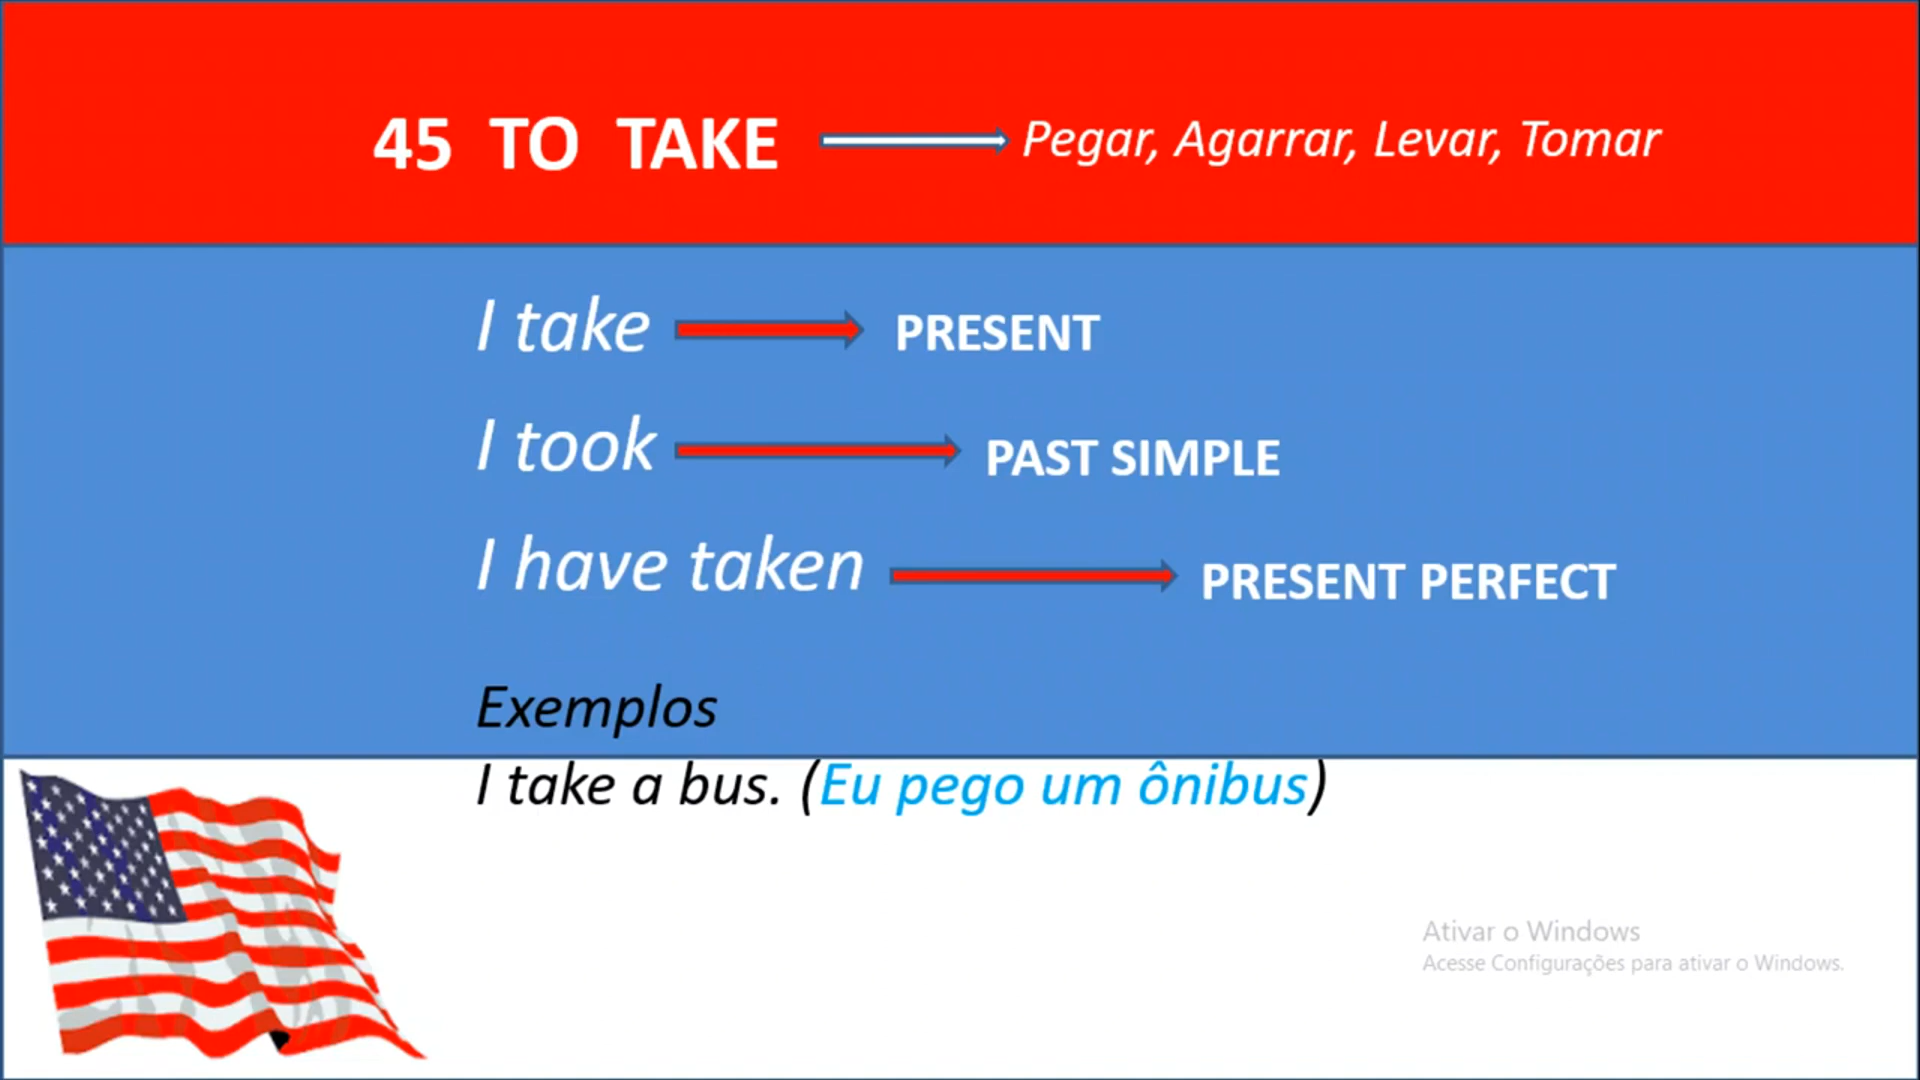 45 TO TAKE Pegar, Agarrar, Levar, Tomar
I take PRESENT
I took PAST SIMPLE
I have taken PRESENT PERFECT
Exemplos
I take a bus. (Eu pego um ônibus)
Ativar o Windows
Acesse Configurações para ativar o Windows.